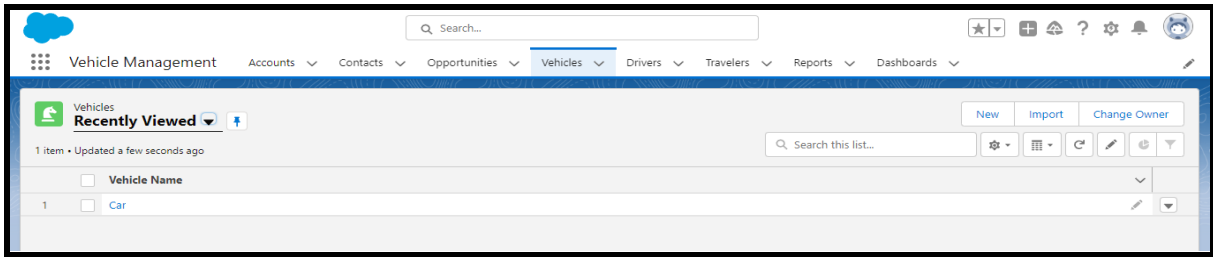 Search...
Vehicle Management Accounts Contacts Opportunities Vehicles Drivers Travelers Reports Dashboards
Vehicles
Recently Viewed
New Import Change Owner
1 item • Updated a few seconds ago
Search this list...
Vehicle Name
1 Car